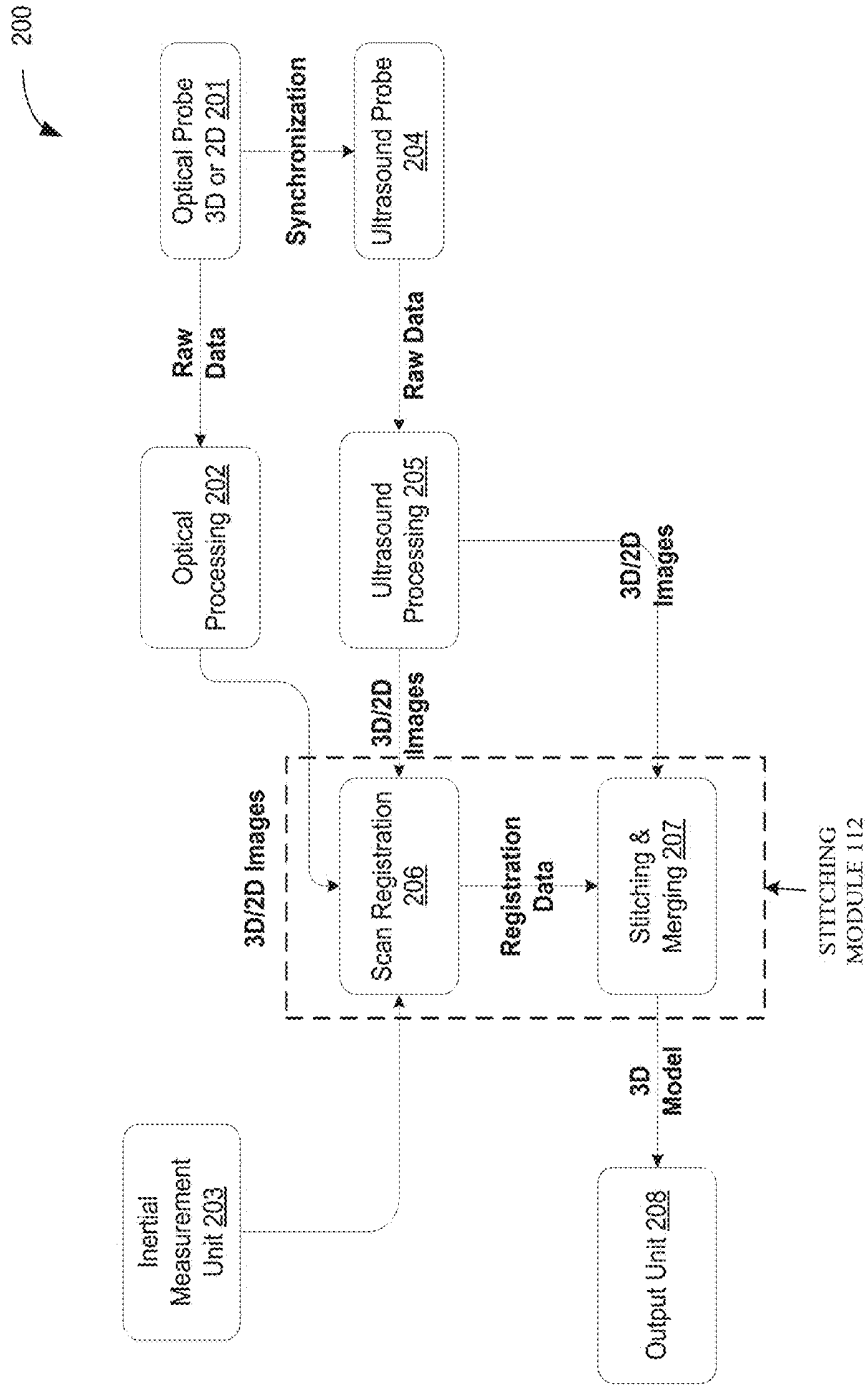 200
Optical Probe
3D or 2D 201
Synchronization
Ultrasound Probe
204
Raw
Data
Raw Data
Optical
Processing 202
Ultrasound
Processing 205
3D/2D
Images
3D/2D
Images
3D/2D Images
Scan Registration
206
Registration
Data
Stitching &
Merging 207
STITCHING
MODULE 112
Inertial
Measurement
Unit 203
3D
Model
Output Unit 208